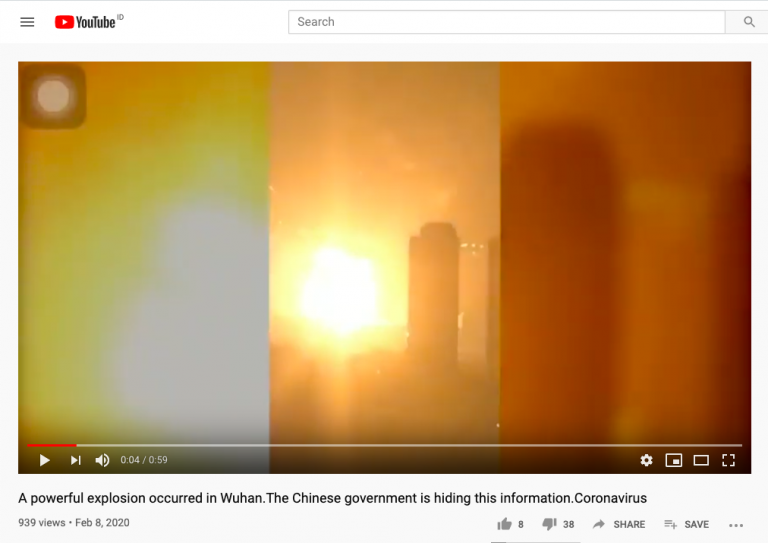 YouTube ID
Search
0:04 / 0:59
A powerful explosion occurred in Wuhan.The Chinese government is hiding this information.Coronavirus
939 views • Feb 8, 2020
8 38 SHARE SAVE